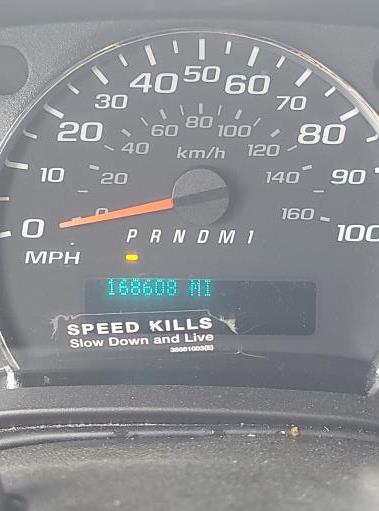 40 50 60
30 70
20 80
60 80 100
40 120
km/h
10 90
20 140
0 0 160 100
P R N D M 1
MPH
168608 MI
SPEED KILLS
Slow Down and Live